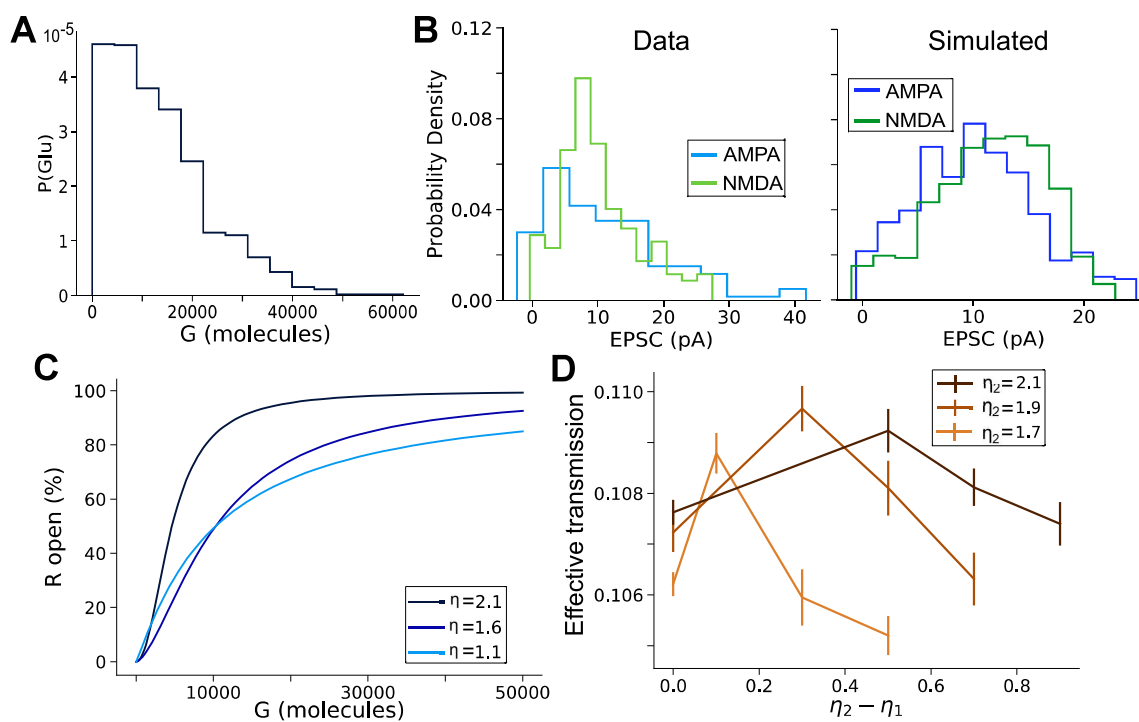 A
10⁻⁵
P(Glu)
4
3
2
1
0
0
20000
40000
60000
G (molecules)
B
Data
Simulated
Probability Density
0.12
0.08
0.04
0.00
AMPA
NMDA
0
10
20
30
40
EPSC (pA)
AMPA
NMDA
0
10
20
EPSC (pA)
C
R open (%)
100
80
60
40
20
0
η=2.1
η=1.6
η=1.1
10000
30000
50000
G (molecules)
D
Effective transmission
0.110
0.108
0.106
η₂=2.1
η₂=1.9
η₂=1.7
0.0
0.2
0.4
0.6
0.8
η₂ − η₁